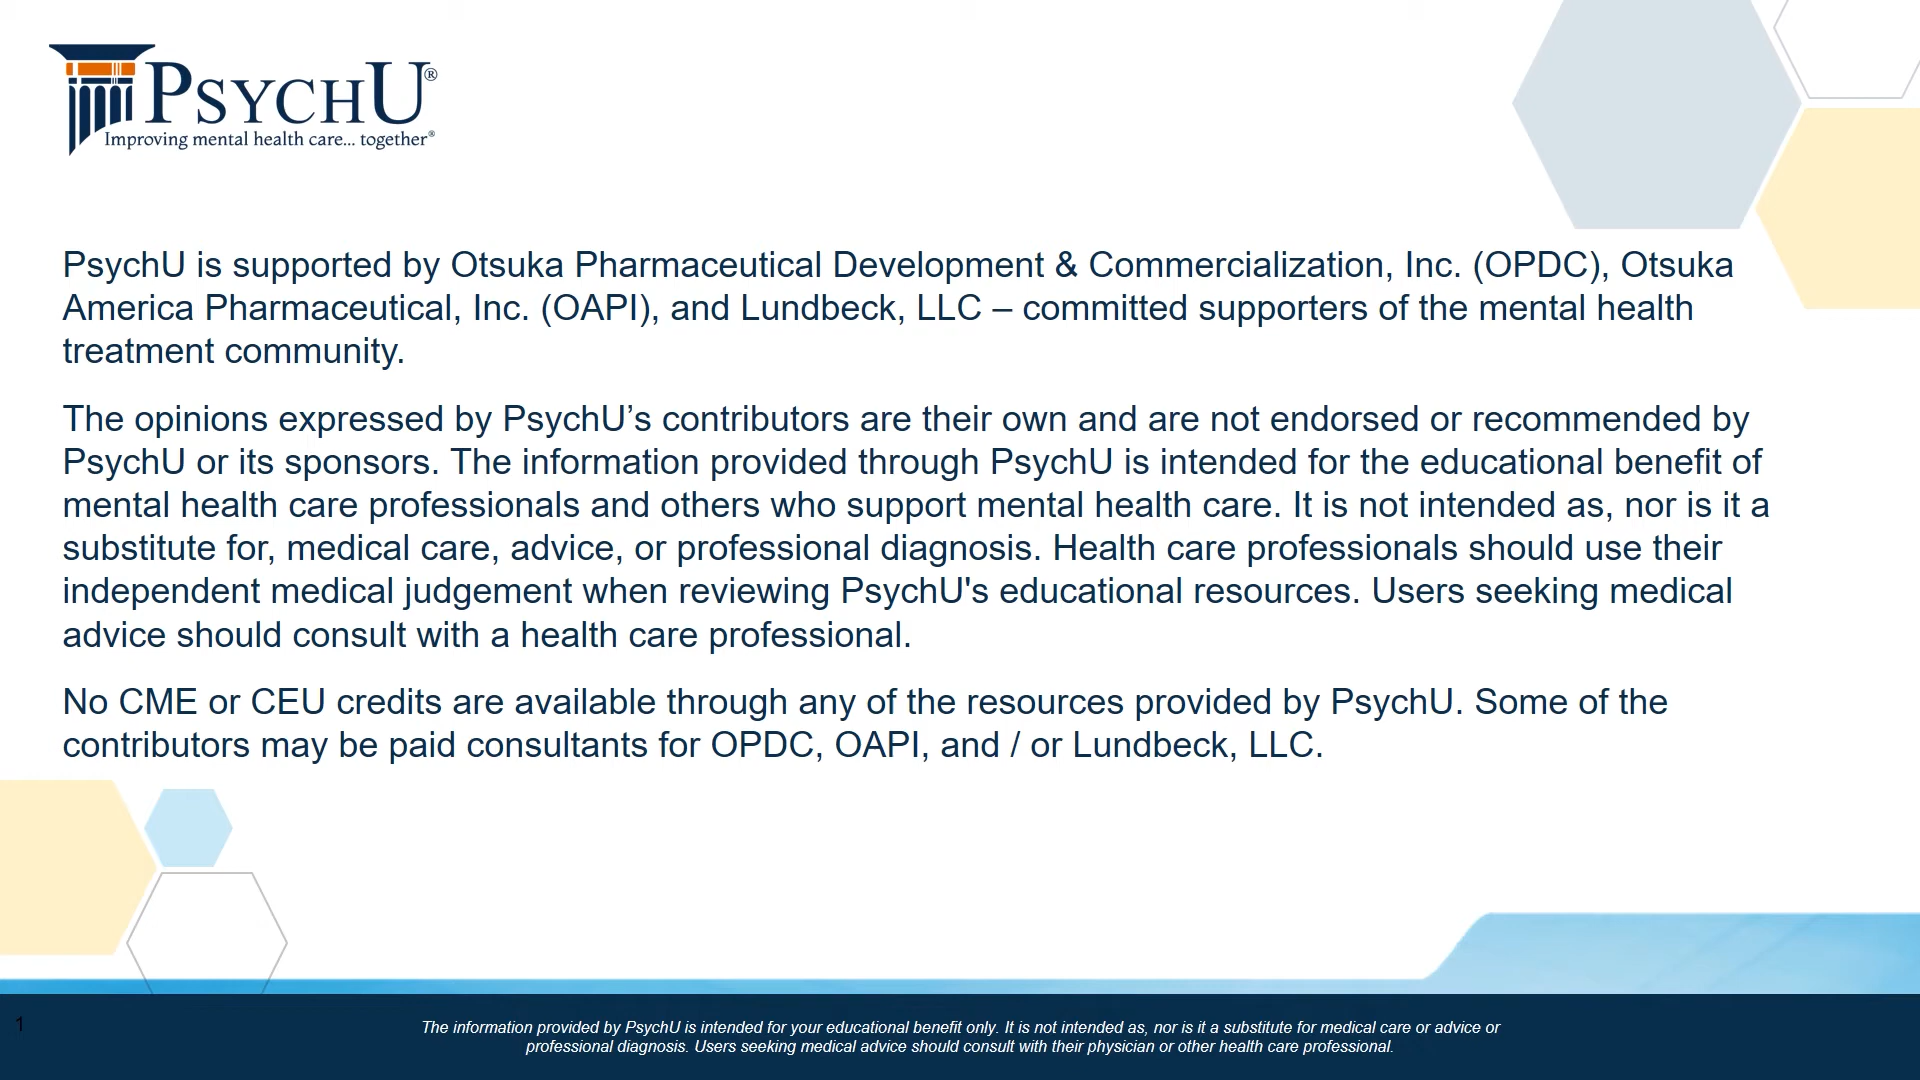 PSYCHU®
Improving mental health care... together®
PsychU is supported by Otsuka Pharmaceutical Development & Commercialization, Inc. (OPDC), Otsuka
America Pharmaceutical, Inc. (OAPI), and Lundbeck, LLC – committed supporters of the mental health
treatment community.
The opinions expressed by PsychU’s contributors are their own and are not endorsed or recommended by
PsychU or its sponsors. The information provided through PsychU is intended for the educational benefit of
mental health care professionals and others who support mental health care. It is not intended as, nor is it a
substitute for, medical care, advice, or professional diagnosis. Health care professionals should use their
independent medical judgement when reviewing PsychU's educational resources. Users seeking medical
advice should consult with a health care professional.
No CME or CEU credits are available through any of the resources provided by PsychU. Some of the
contributors may be paid consultants for OPDC, OAPI, and / or Lundbeck, LLC.
1
The information provided by PsychU is intended for your educational benefit only. It is not intended as, nor is it a substitute for medical care or advice or
professional diagnosis. Users seeking medical advice should consult with their physician or other health care professional.